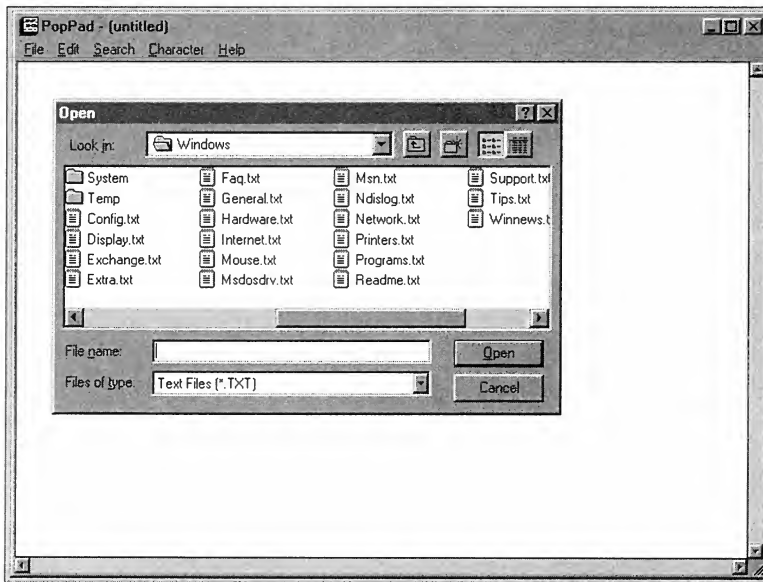 PopPad - (untitled)
File Edit Search Character Help
Open
Look in: Windows
System Faq.txt Msn.txt Support.txt
Temp General.txt Ndislog.txt Tips.txt
Config.txt Hardware.txt Network.txt Winnews.t
Display.txt Internet.txt Printers.txt
Exchange.txt Mouse.txt Programs.txt
Extra.txt Msdosdrv.txt Readme.txt
File name: Open
Files of type: Text Files (*.TXT) Cancel